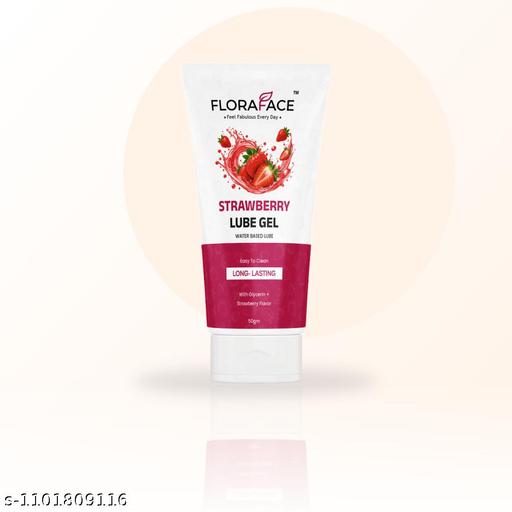 FLORAFACE
TM
• Feel Fabulous Every Day •
STRAWBERRY
LUBE GEL
WATER BASED LUBE
Easy To Clean
LONG- LASTING
With Glycerin +
Strawberry Flavor
50gm
s-1101809116